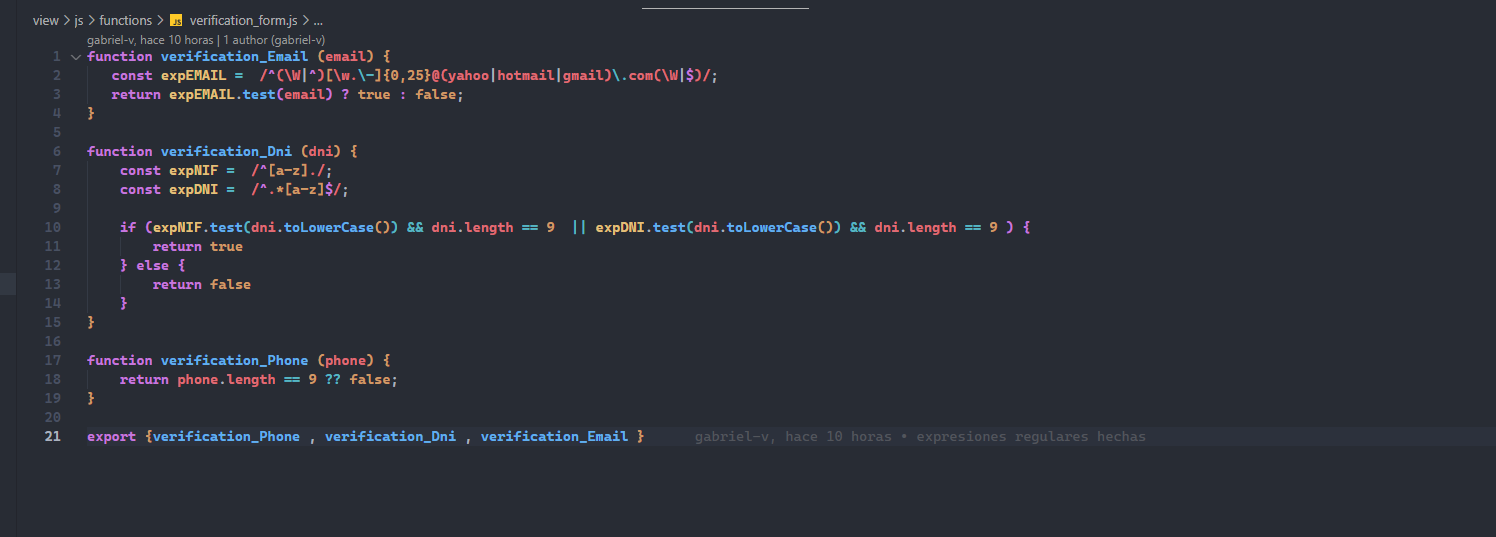 view > js > functions > JS verification_form.js > ...
gabriel-v, hace 10 horas | 1 author (gabriel-v)
1 function verification_Email (email) {
2 const expEMAIL =  /^(\W|^)[\w.\-]{0,25}@(yahoo|hotmail|gmail)\.com(\W|$)/;
3 return expEMAIL.test(email) ? true : false;
4 }
5
6 function verification_Dni (dni) {
7 const expNIF =  /^[a-z]./;
8 const expDNI =  /^.*[a-z]$/;
9
10 if (expNIF.test(dni.toLowerCase()) && dni.length == 9  || expDNI.test(dni.toLowerCase()) && dni.length == 9 ) {
11 return true
12 } else {
13 return false
14 }
15 }
16
17 function verification_Phone (phone) {
18 return phone.length == 9 ?? false;
19 }
20
21 export {verification_Phone , verification_Dni , verification_Email } gabriel-v, hace 10 horas • expresiones regulares hechas